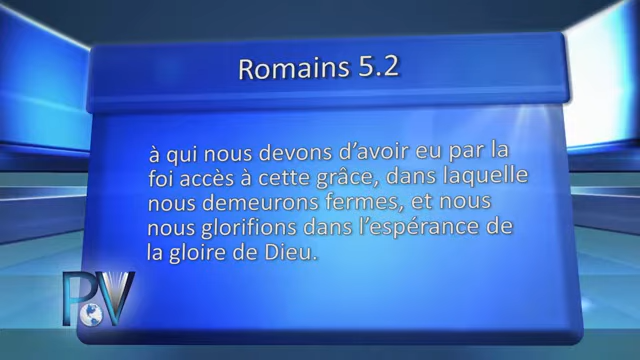 Romains 5.2
à qui nous devons d’avoir eu par la
foi accès à cette grâce, dans laquelle
nous demeurons fermes, et nous
nous glorifions dans l’espérance de
la gloire de Dieu.
PV